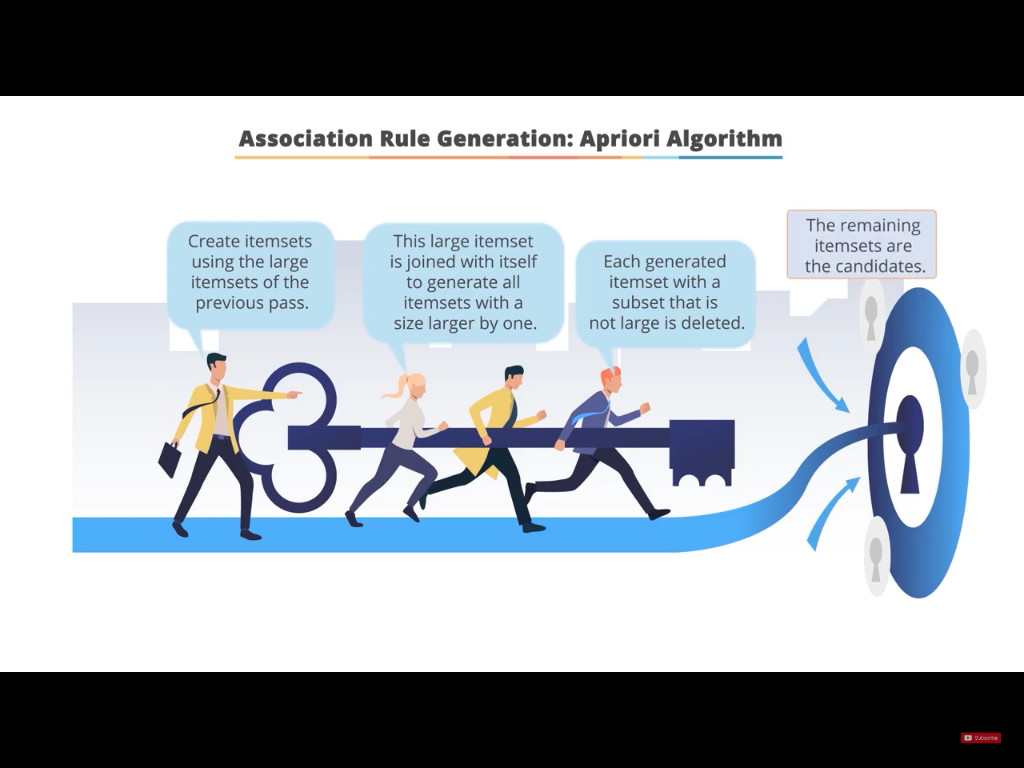 Association Rule Generation: Apriori Algorithm
Create itemsets
using the large
itemsets of the
previous pass.
This large itemset
is joined with itself
to generate all
itemsets with a
size larger by one.
Each generated
itemset with a
subset that is
not large is deleted.
The remaining
itemsets are
the candidates.
Subscribe